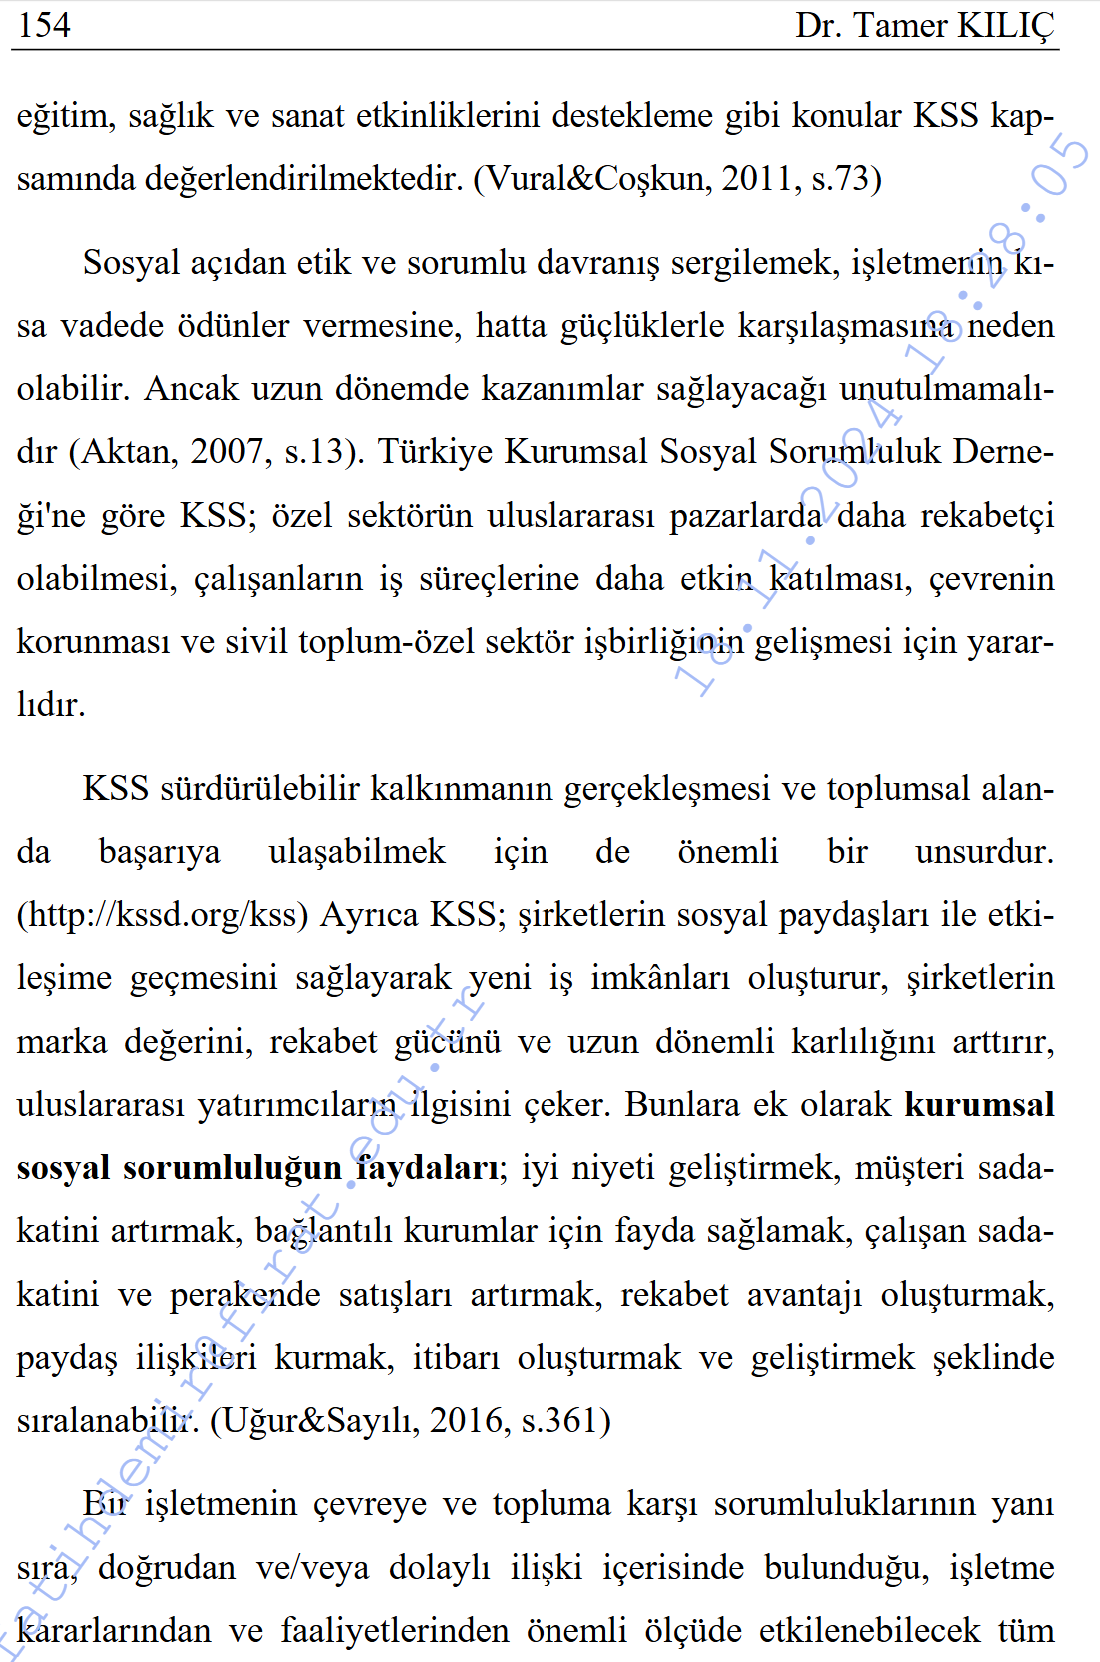 154 Dr. Tamer KILIÇ
eğitim, sağlık ve sanat etkinliklerini destekleme gibi konular KSS kap-
samında değerlendirilmektedir. (Vural&Coşkun, 2011, s.73)
Sosyal açıdan etik ve sorumlu davranış sergilemek, işletmenin kı-
sa vadede ödünler vermesine, hatta güçlüklerle karşılaşmasına neden
olabilir. Ancak uzun dönemde kazanımlar sağlayacağı unutulmamalı-
dır (Aktan, 2007, s.13). Türkiye Kurumsal Sosyal Sorumluluk Derne-
ği'ne göre KSS; özel sektörün uluslararası pazarlarda daha rekabetçi
olabilmesi, çalışanların iş süreçlerine daha etkin katılması, çevrenin
korunması ve sivil toplum-özel sektör işbirliğinin gelişmesi için yarar-
lıdır.
KSS sürdürülebilir kalkınmanın gerçekleşmesi ve toplumsal alan-
da başarıya ulaşabilmek için de önemli bir unsurdur.
(http://kssd.org/kss) Ayrıca KSS; şirketlerin sosyal paydaşları ile etki-
leşime geçmesini sağlayarak yeni iş imkânları oluşturur, şirketlerin
marka değerini, rekabet gücünü ve uzun dönemli karlılığını arttırır,
uluslararası yatırımcıların ilgisini çeker. Bunlara ek olarak kurumsal
sosyal sorumluluğun faydaları; iyi niyeti geliştirmek, müşteri sada-
katini artırmak, bağlantılı kurumlar için fayda sağlamak, çalışan sada-
katini ve perakende satışları artırmak, rekabet avantajı oluşturmak,
paydaş ilişkileri kurmak, itibarı oluşturmak ve geliştirmek şeklinde
sıralanabilir. (Uğur&Sayılı, 2016, s.361)
Bir işletmenin çevreye ve topluma karşı sorumluluklarının yanı
sıra, doğrudan ve/veya dolaylı ilişki içerisinde bulunduğu, işletme
kararlarından ve faaliyetlerinden önemli ölçüde etkilenebilecek tüm
18.11.2024 18:28:05